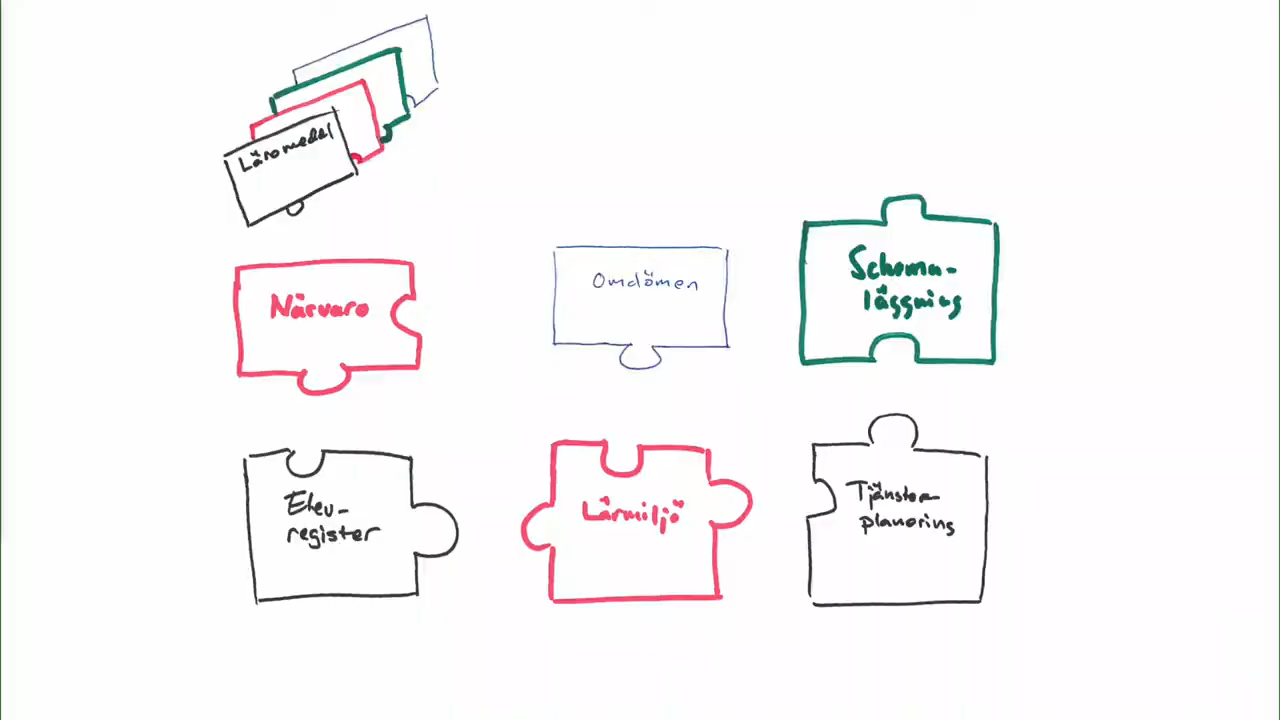 Läromedel
Närvaro
Omdömen
Schema-
läggning
Elev-
register
Lärmiljö
Tjänste-
planering